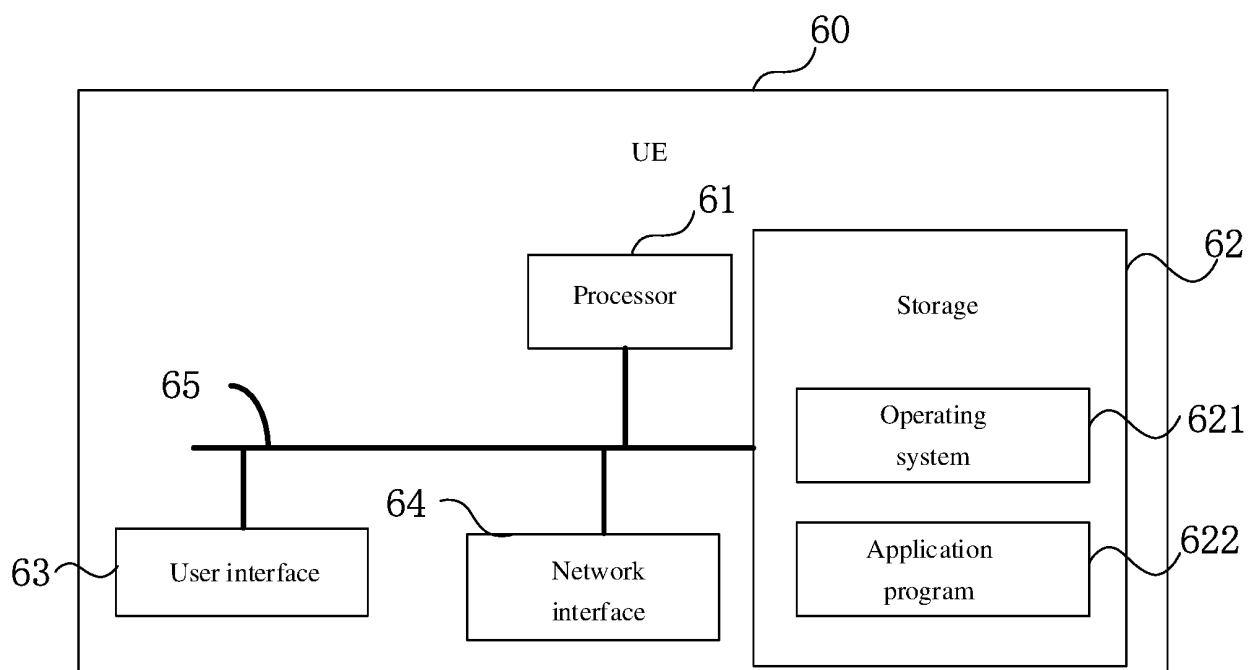 60
UE
61
Processor
62
Storage
65
Operating
system
621
64
Application
program
622
63
User interface
Network
interface